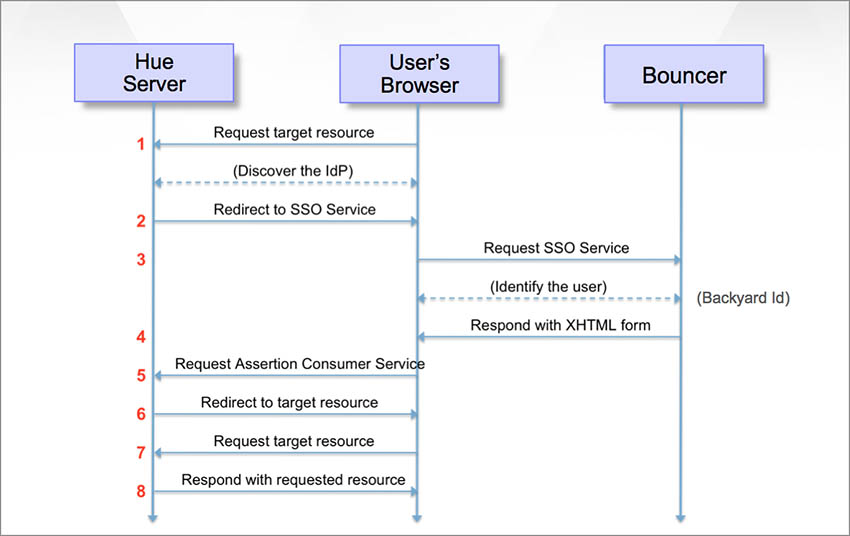 Hue
Server
User's
Browser
Bouncer
1
Request target resource
(Discover the IdP)
2
Redirect to SSO Service
3
Request SSO Service
(Identify the user)
(Backyard Id)
4
Respond with XHTML form
5
Request Assertion Consumer Service
6
Redirect to target resource
7
Request target resource
8
Respond with requested resource